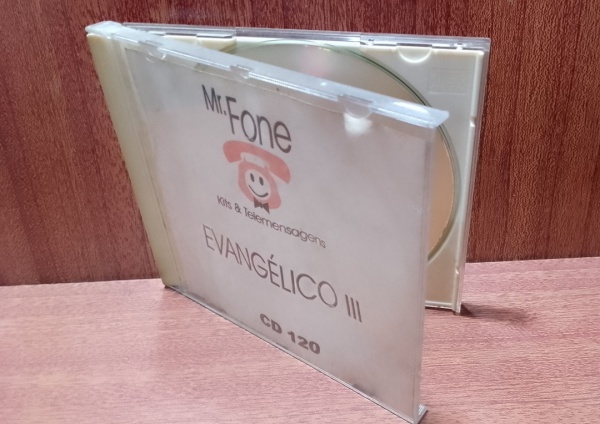 Mr. Fone
Kits & Telemensagens
EVANGÉLICO III
CD 120